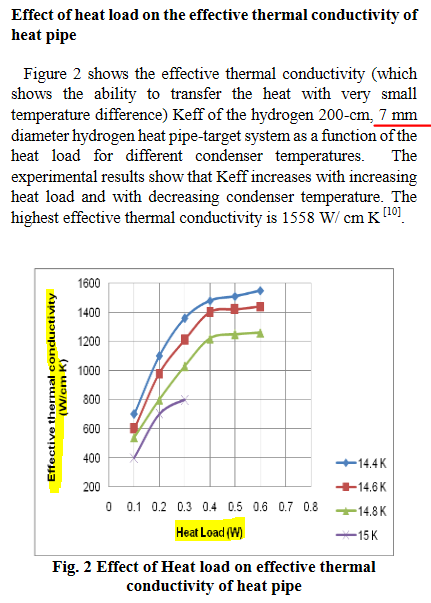 Effect of heat load on the effective thermal conductivity of
heat pipe
Figure 2 shows the effective thermal conductivity (which
shows the ability to transfer the heat with very small
temperature difference) Keff of the hydrogen 200-cm, 7 mm
diameter hydrogen heat pipe-target system as a function of the
heat load for different condenser temperatures. The
experimental results show that Keff increases with increasing
heat load and with decreasing condenser temperature. The
highest effective thermal conductivity is 1558 W/ cm K [10].
Effective thermal conductivity
(W/cm K)
1600
1400
1200
1000
800
600
400
200
0 0.1 0.2 0.3 0.4 0.5 0.6 0.7 0.8
Heat Load (W)
14.4 K
14.6 K
14.8 K
15 K
Fig. 2 Effect of Heat load on effective thermal
conductivity of heat pipe